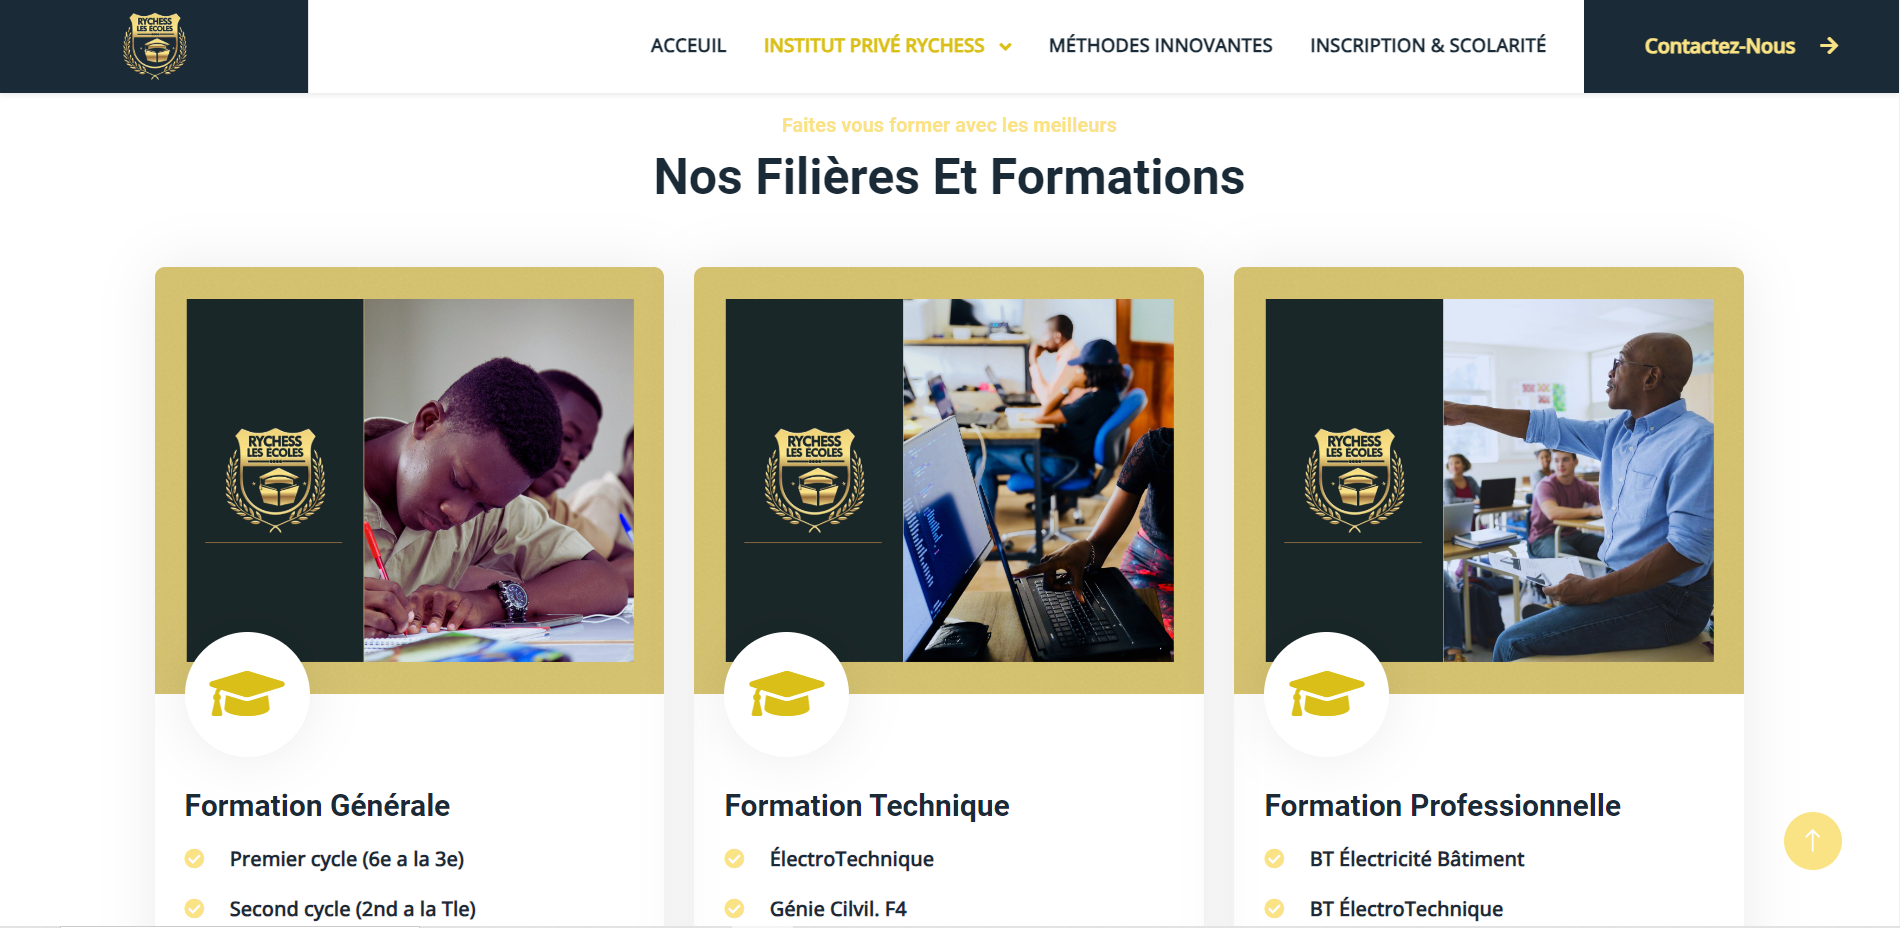 RYCHESS
LES ECOLES
ACCEUIL
INSTITUT PRIVÉ RYCHESS
MÉTHODES INNOVANTES
INSCRIPTION & SCOLARITÉ
Contactez-Nous
Faites vous former avec les meilleurs
Nos Filières Et Formations
RYCHESS
LES ECOLES
RYCHESS
LES ECOLES
RYCHESS
LES ECOLES
Formation Générale
Premier cycle (6e a la 3e)
Second cycle (2nd a la Tle)
Formation Technique
ÉlectroTechnique
Génie Cilvil. F4
Formation Professionnelle
BT Électricité Bâtiment
BT ÉlectroTechnique